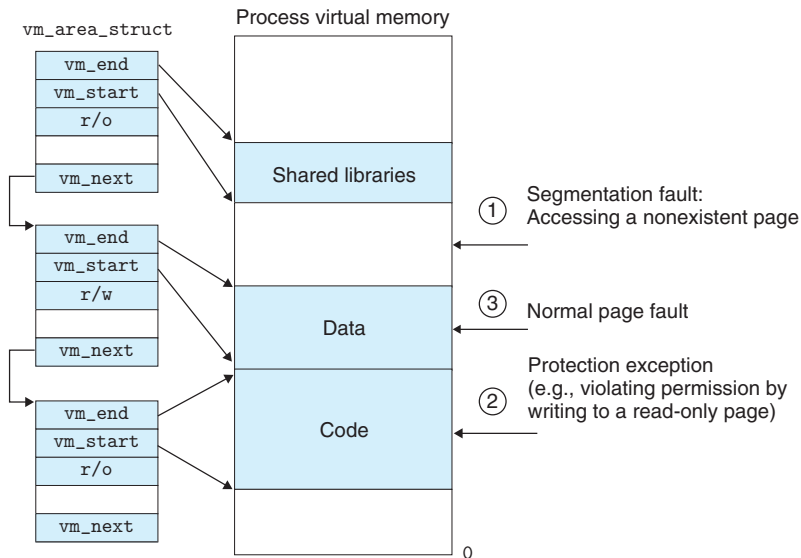 Process virtual memory
vm_area_struct
vm_end
vm_start
r/o
vm_next
vm_end
vm_start
r/w
vm_next
vm_end
vm_start
r/o
vm_next
Shared libraries
Data
Code
0
1
Segmentation fault:
Accessing a nonexistent page
3
Normal page fault
2
Protection exception
(e.g., violating permission by
writing to a read-only page)